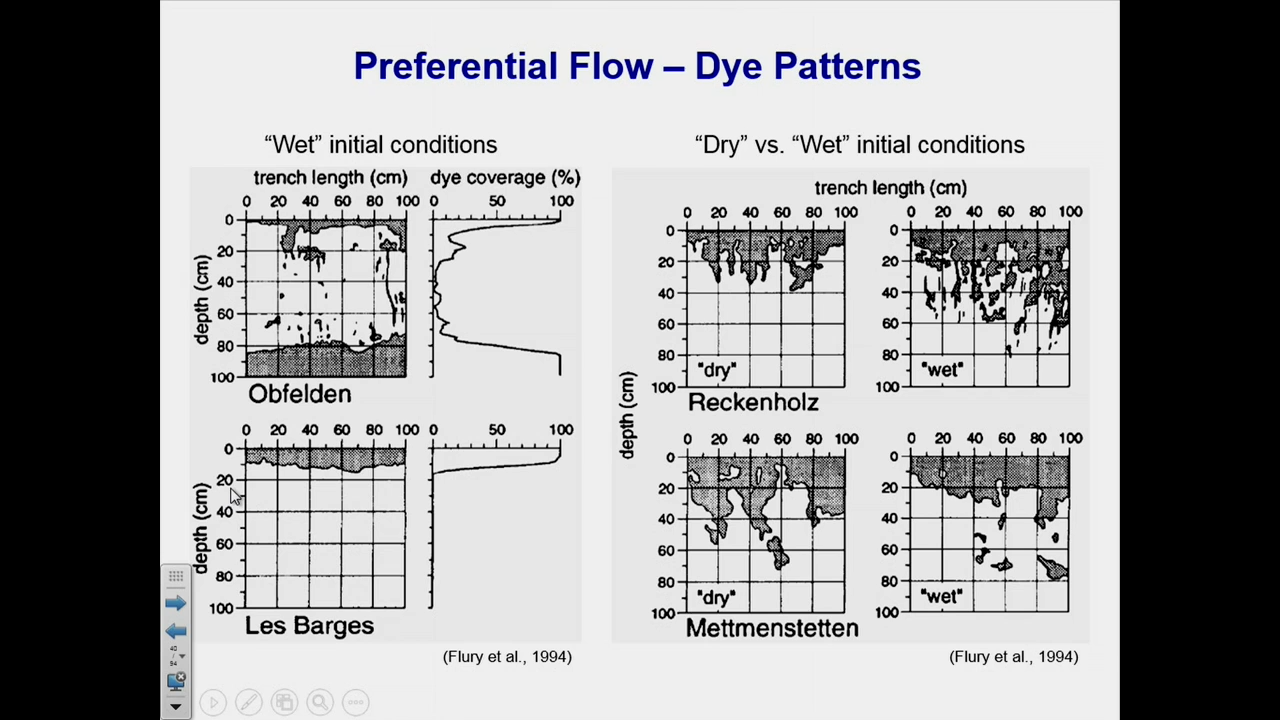 Preferential Flow – Dye Patterns
“Wet” initial conditions
trench length (cm) dye coverage (%)
0 20 40 60 80 100 0 50 100
0
20
40
60
80
100
depth (cm)
Obfelden
0 20 40 60 80 100 0 50 100
0
20
40
60
80
100
depth (cm)
Les Barges
(Flury et al., 1994)
“Dry” vs. “Wet” initial conditions
trench length (cm)
0 20 40 60 80 100 0 20 40 60 80 100
0 0
20 20
40 40
60 60
80 80
100 "dry" 100 "wet"
Reckenholz
depth (cm)
0 20 40 60 80 100 0 20 40 60 80 100
0 0
20 20
40 40
60 60
80 80
100 "dry" 100 "wet"
Mettmenstetten
(Flury et al., 1994)